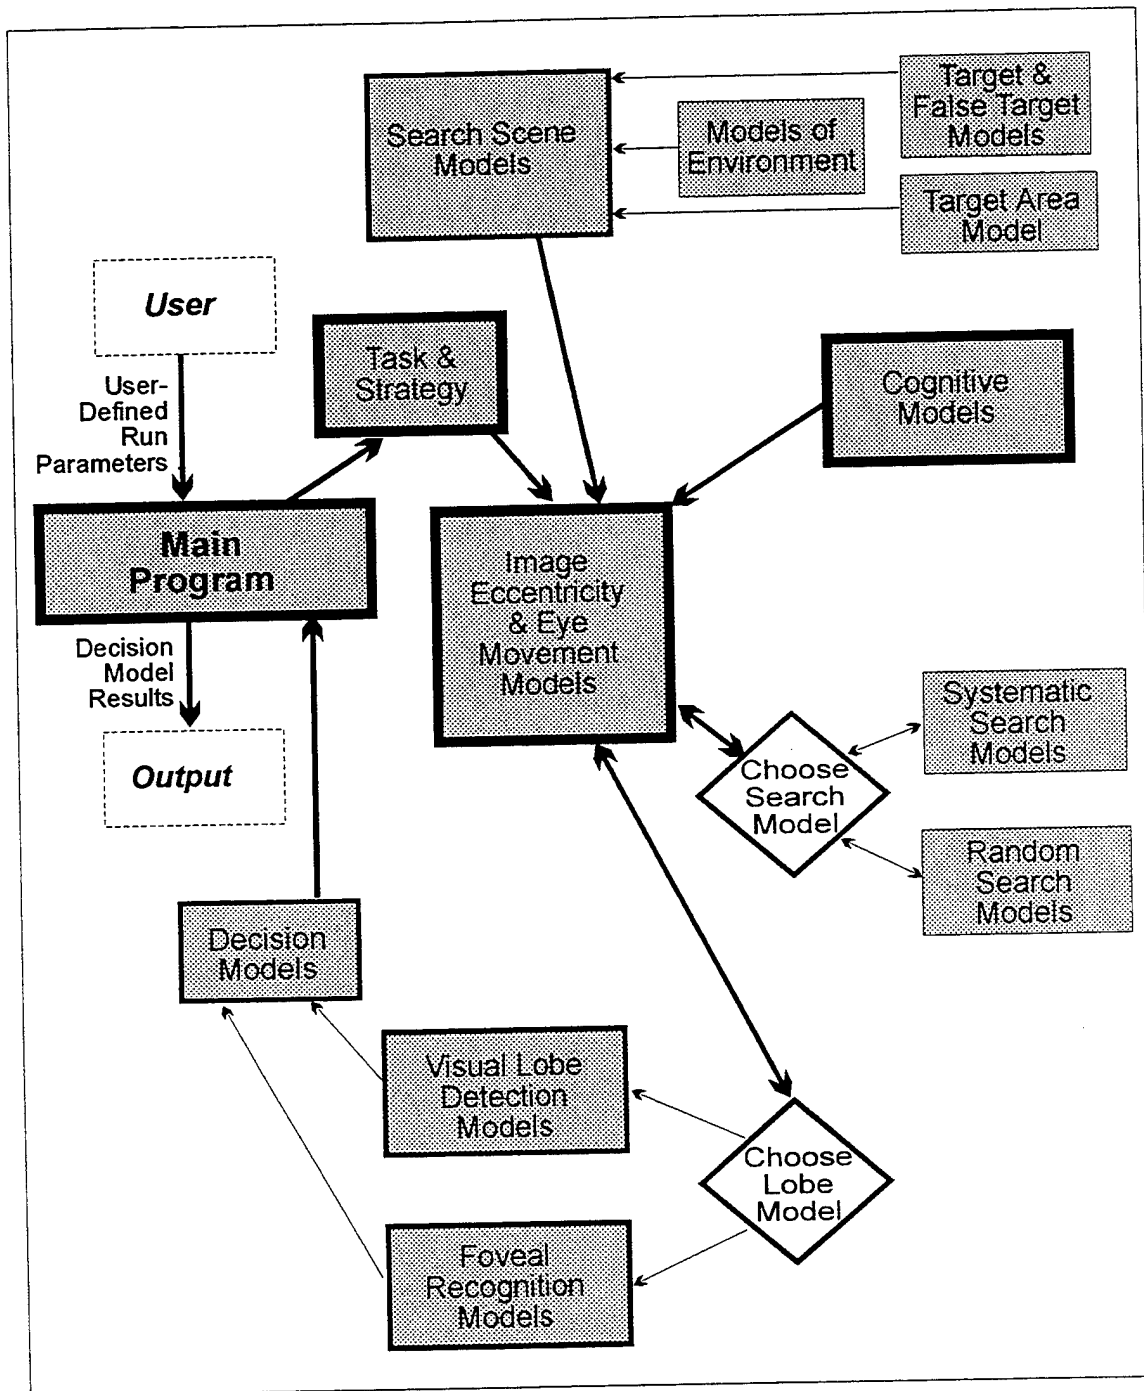 Search Scene
Models
Models of
Environment
Target &
False Target
Models
Target Area
Model
User
User-
Defined
Run
Parameters
Task &
Strategy
Cognitive
Models
Main
Program
Image
Eccentricity
& Eye
Movement
Models
Decision
Model
Results
Output
Choose
Search
Model
Systematic
Search
Models
Random
Search
Models
Decision
Models
Visual Lobe
Detection
Models
Choose
Lobe
Model
Foveal
Recognition
Models